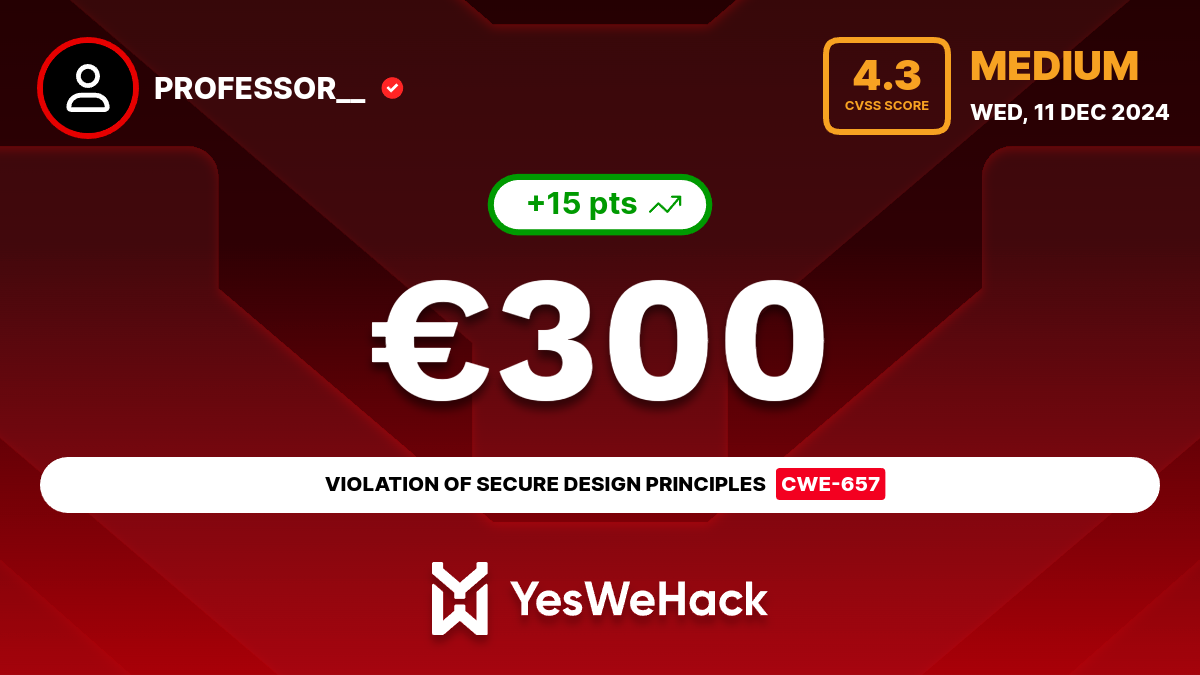 PROFESSOR__
4.3
CVSS SCORE
MEDIUM
WED, 11 DEC 2024
+15 pts
€300
VIOLATION OF SECURE DESIGN PRINCIPLES CWE-657
YesWeHack